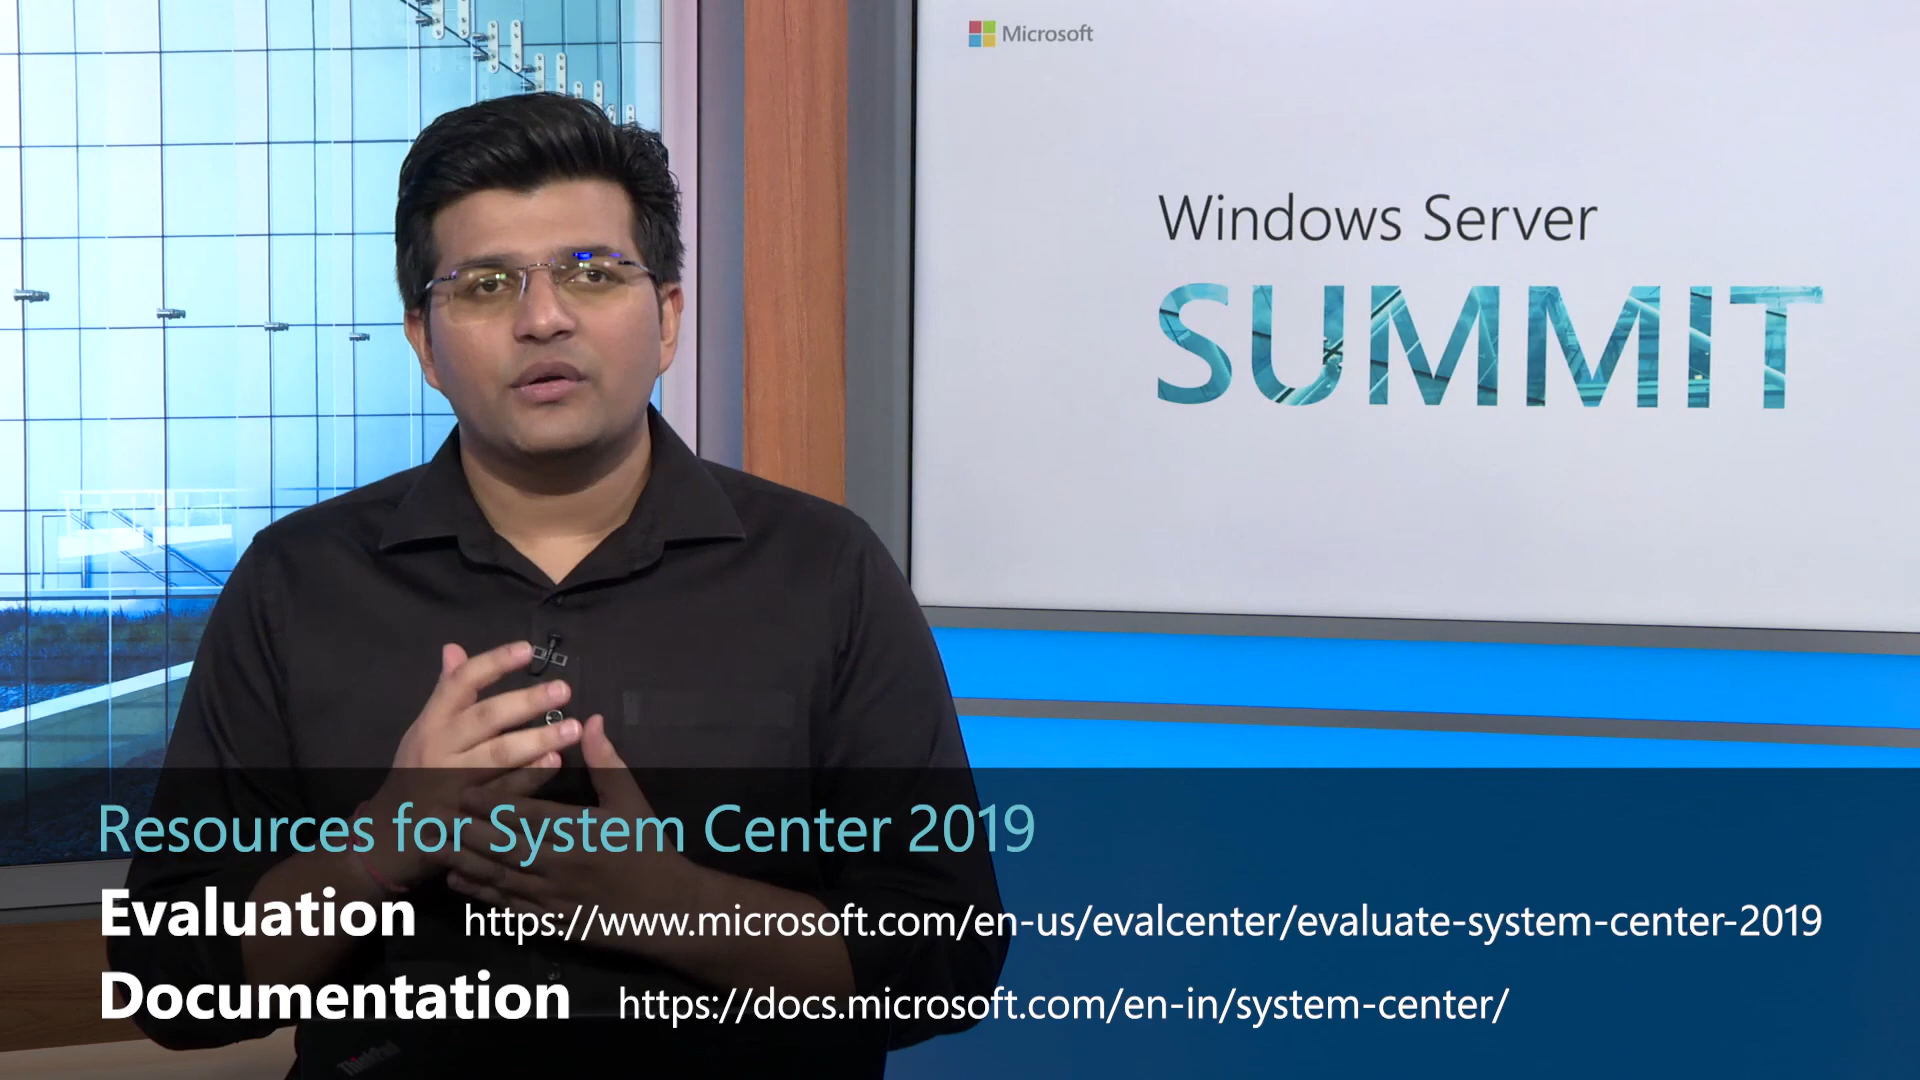 Microsoft
Windows Server
SUMMIT
Resources for System Center 2019
Evaluation https://www.microsoft.com/en-us/evalcenter/evaluate-system-center-2019
Documentation https://docs.microsoft.com/en-in/system-center/
ThinkPad